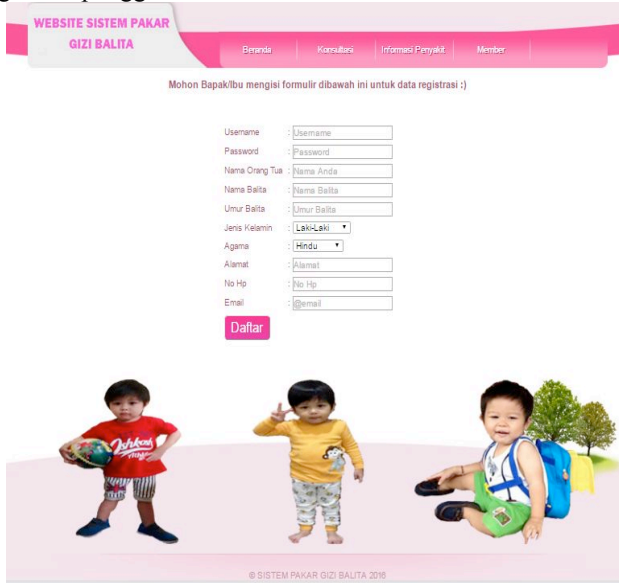 WEBSITE SISTEM PAKAR
GIZI BALITA
Beranda Konsultasi Informasi Penyakit Member
Mohon Bapak/Ibu mengisi formulir dibawah ini untuk data registrasi :)
Username : Username
Password : Password
Nama Orang Tua : Nama Anda
Nama Balita : Nama Balita
Umur Balita : Umur Balita
Jenis Kelamin : Laki-Laki
Agama : Hindu
Alamat : Alamat
No Hp : No Hp
Email : @email
Daftar
© SISTEM PAKAR GIZI BALITA 2016